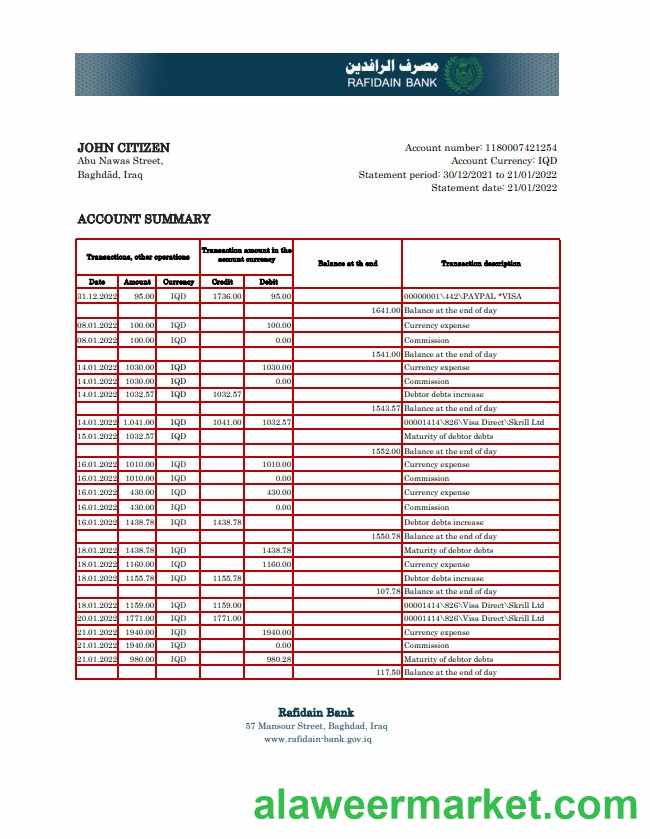 مصرف الرافدين
RAFIDAIN BANK
JOHN CITIZEN
Abu Nawas Street,
Baghdād, Iraq
Account number: 1180007421254
Account Currency: IQD
Statement period: 30/12/2021 to 21/01/2022
Statement date: 21/01/2022
ACCOUNT SUMMARY
Transactions, other operations Transaction amount in the account currency Balance at th end Transaction description
Date Amount Currency Credit Debit
31.12.2022 95.00 IQD 1736.00 95.00 00000001\442\PAYPAL *VISA
1641.00 Balance at the end of day
08.01.2022 100.00 IQD 100.00 Currency expense
08.01.2022 100.00 IQD 0.00 Commission
1541.00 Balance at the end of day
14.01.2022 1030.00 IQD 1030.00 Currency expense
14.01.2022 1030.00 IQD 0.00 Commission
14.01.2022 1032.57 IQD 1032.57 Debtor debts increase
1543.57 Balance at the end of day
14.01.2022 1.041.00 IQD 1041.00 1032.57 00001414\826\Visa Direct\Skrill Ltd
15.01.2022 1032.57 IQD Maturity of debtor debts
1552.00 Balance at the end of day
16.01.2022 1010.00 IQD 1010.00 Currency expense
16.01.2022 1010.00 IQD 0.00 Commission
16.01.2022 430.00 IQD 430.00 Currency expense
16.01.2022 430.00 IQD 0.00 Commission
16.01.2022 1438.78 IQD 1438.78 Debtor debts increase
1550.78 Balance at the end of day
18.01.2022 1438.78 IQD 1438.78 Maturity of debtor debts
18.01.2022 1160.00 IQD 1160.00 Currency expense
18.01.2022 1155.78 IQD 1155.78 Debtor debts increase
107.78 Balance at the end of day
18.01.2022 1159.00 IQD 1159.00 00001414\826\Visa Direct\Skrill Ltd
20.01.2022 1771.00 IQD 1771.00 00001414\826\Visa Direct\Skrill Ltd
21.01.2022 1940.00 IQD 1940.00 Currency expense
21.01.2022 1940.00 IQD 0.00 Commission
21.01.2022 980.00 IQD 980.28 Maturity of debtor debts
117.50 Balance at the end of day
Rafidain Bank
57 Mansour Street, Baghdad, Iraq
www.rafidain-bank.gov.iq
alaweermarket.com